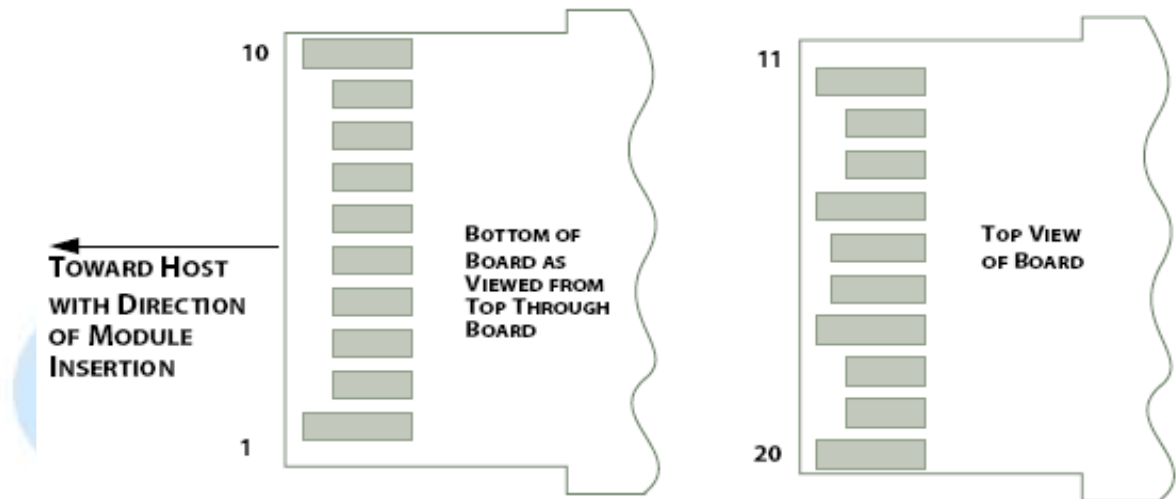 10
1
TOWARD HOST
WITH DIRECTION
OF MODULE
INSERTION
BOTTOM OF
BOARD AS
VIEWED FROM
TOP THROUGH
BOARD
11
20
TOP VIEW
OF BOARD